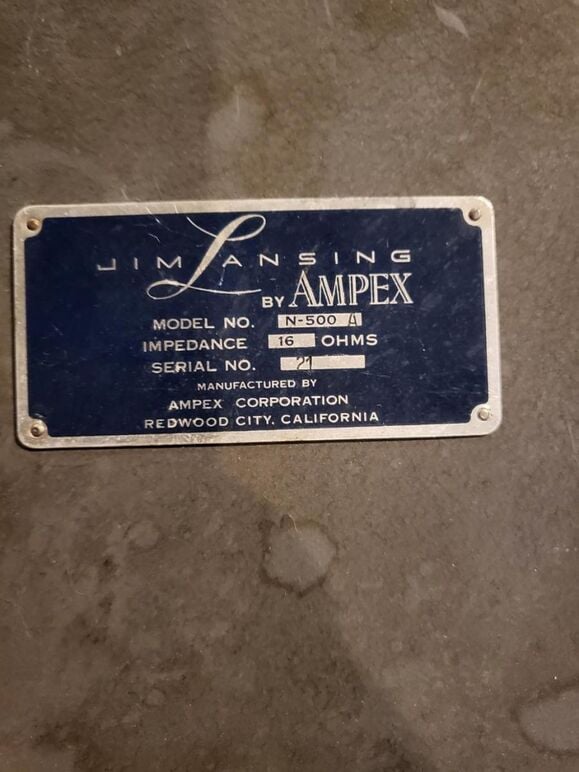 JIM LANSING
BY AMPEX
MODEL NO. N-500 A
IMPEDANCE 16 OHMS
SERIAL NO. 21
MANUFACTURED BY
AMPEX CORPORATION
REDWOOD CITY, CALIFORNIA